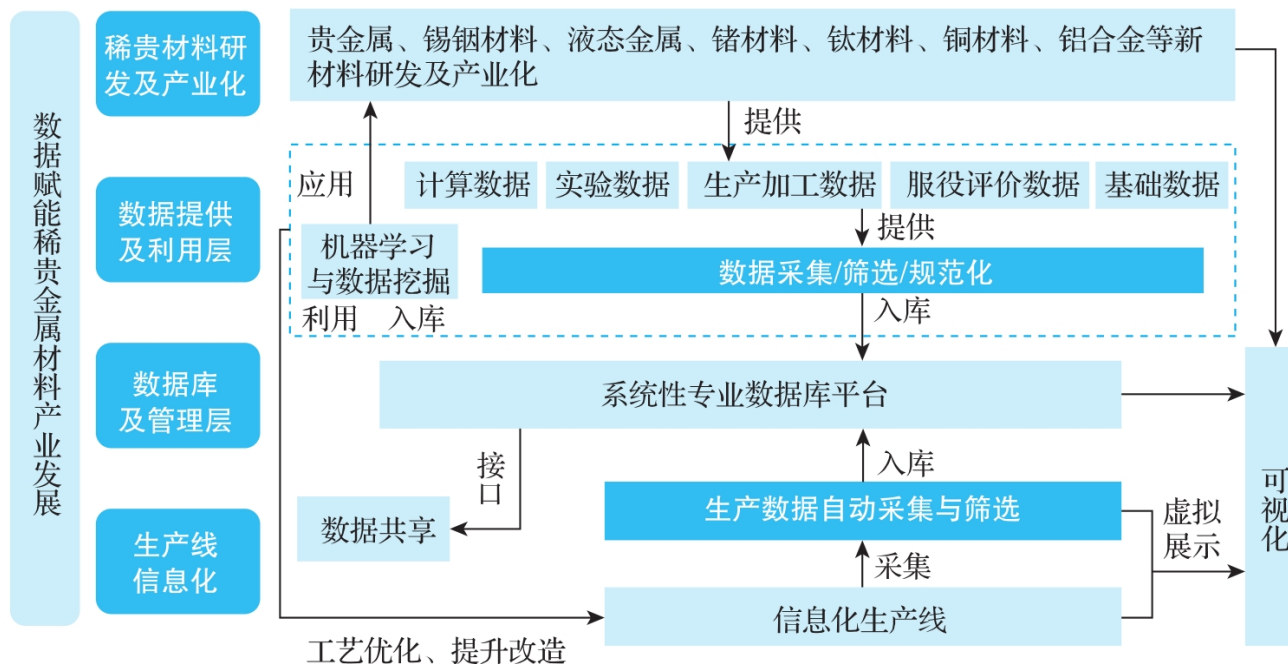 数据赋能稀贵金属材料产业发展
稀贵材料研
发及产业化
贵金属、锡铟材料、液态金属、锗材料、钛材料、铜材料、铝合金等新
材料研发及产业化
提供
应用
计算数据
实验数据
生产加工数据
服役评价数据
基础数据
数据提供
及利用层
提供
机器学习
与数据挖掘
数据采集/筛选/规范化
利用
入库
入库
数据库
及管理层
系统性专业数据库平台
接口
入库
生产数据自动采集与筛选
虚拟
展示
可视化
数据共享
生产线
信息化
采集
信息化生产线
工艺优化、提升改造